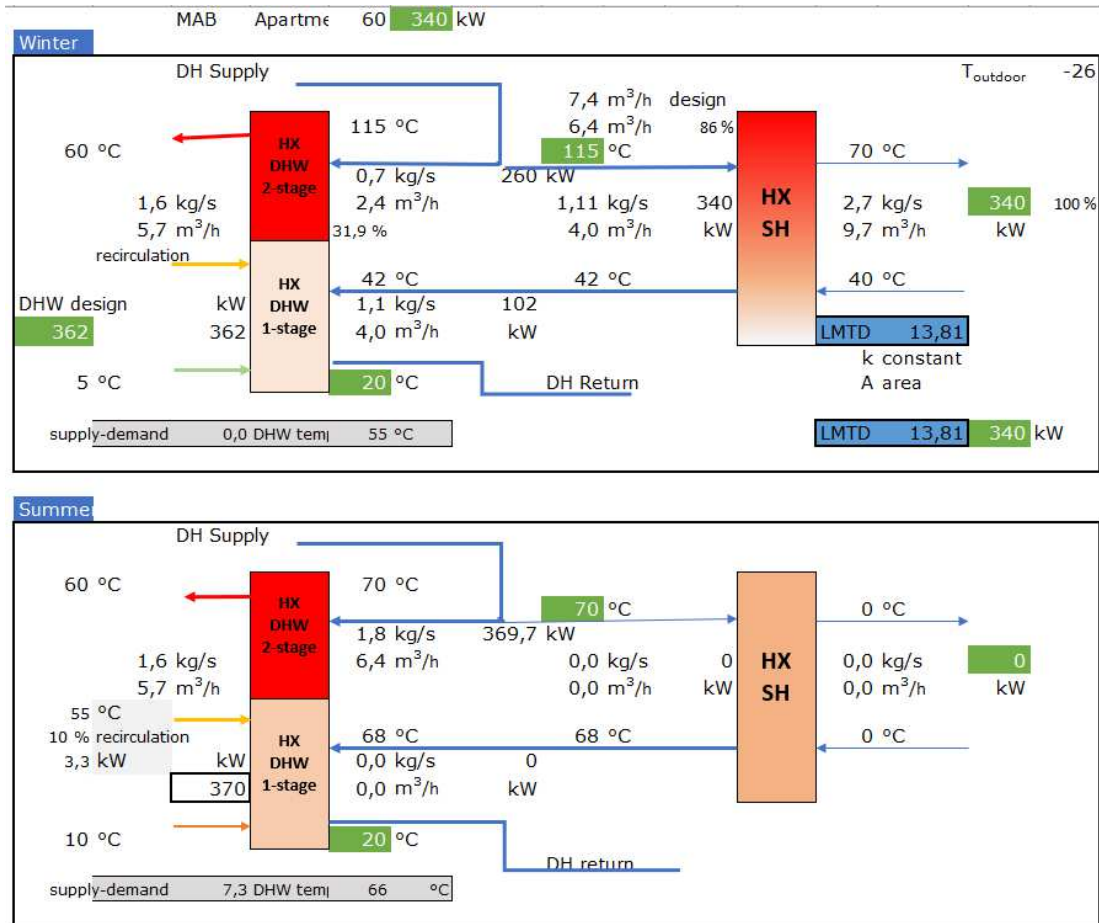 MAB Apartme 60 340 kW
Winter
DH Supply
T outdoor -26
7,4 m³/h design
115 °C 6,4 m³/h 86 %
60 °C HX DHW 2-stage 115 °C 70 °C
0,7 kg/s 260 kW
1,6 kg/s 2,4 m³/h 1,11 kg/s 340 HX SH 2,7 kg/s 340 100 %
5,7 m³/h 31,9 % 4,0 m³/h kW 9,7 m³/h kW
recirculation
HX DHW 1-stage 42 °C 42 °C 40 °C
DHW design kW 1,1 kg/s 102
362 362 4,0 m³/h kW LMTD 13,81
k constant
5 °C 20 °C DH Return A area
supply-demand 0,0 DHW temp 55 °C LMTD 13,81 340 kW
Summer
DH Supply
60 °C HX DHW 2-stage 70 °C 70 °C 0 °C
1,8 kg/s 369,7 kW
1,6 kg/s 6,4 m³/h 0,0 kg/s 0 HX SH 0,0 kg/s 0
5,7 m³/h 0,0 m³/h kW 0,0 m³/h kW
55 °C
10 % recirculation HX DHW 1-stage 68 °C 68 °C 0 °C
3,3 kW kW 0,0 kg/s 0
370 0,0 m³/h kW
10 °C 20 °C
DH return
supply-demand 7,3 DHW temp 66 °C